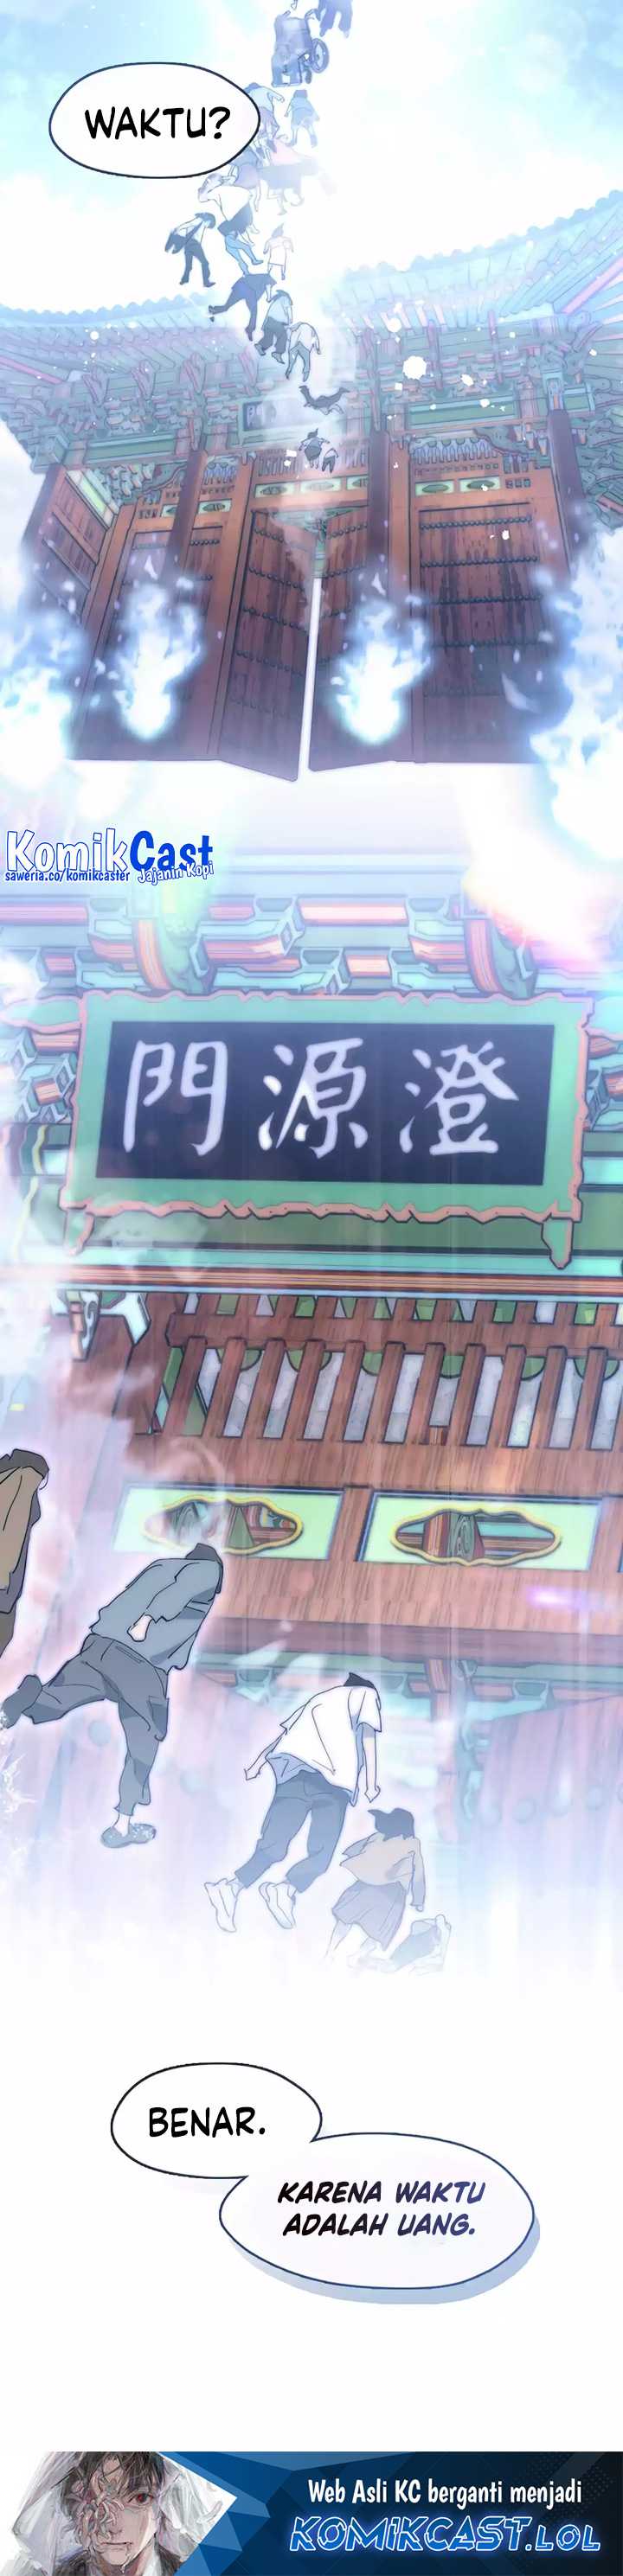 WAKTU?
KomikCast
saweria.co/komikcaster Jajanin Kopi
門源澄
BENAR.
KARENA WAKTU
ADALAH UANG.
Web Asli KC berganti menjadi
KOMIKCAST.LOL